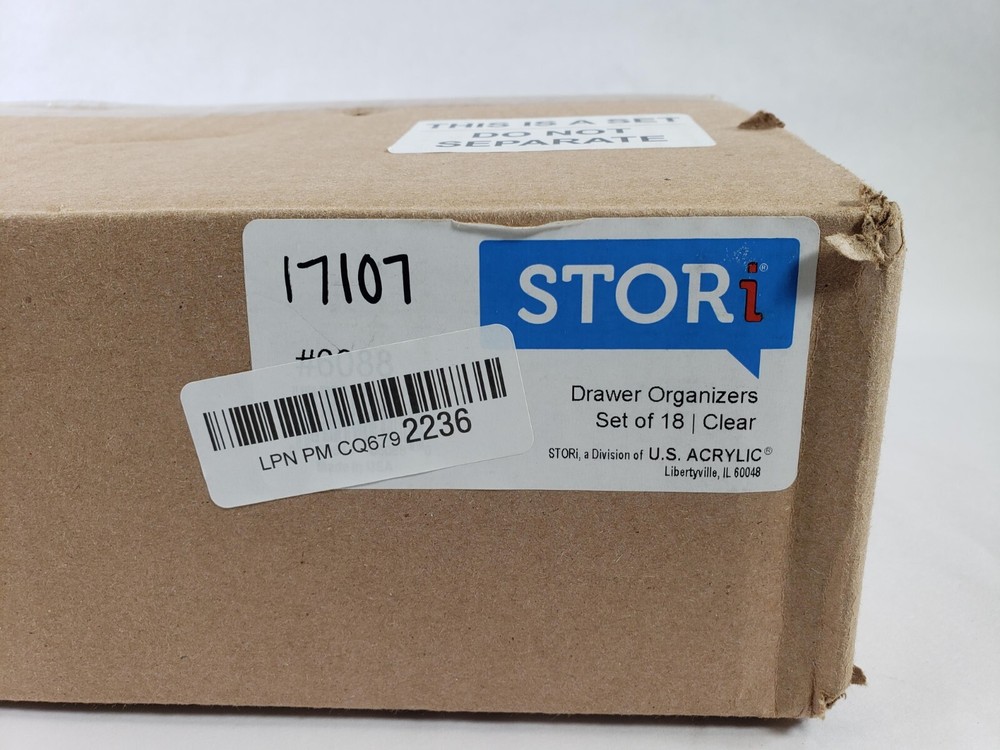 THIS IS A SET
DO NOT
SEPARATE
17107
STORi®
#6088
Drawer Organizers
Set of 18 | Clear
STORi, a Division of U.S. ACRYLIC®
Libertyville, IL 60048
LPN PM CQ679 2236